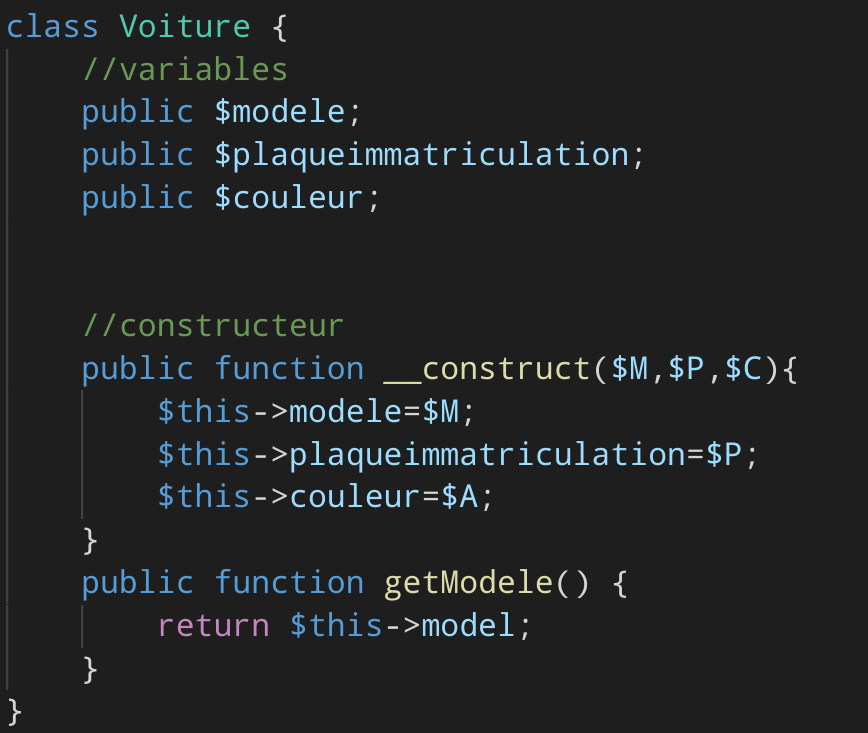 class Voiture {
//variables
public $modele;
public $plaqueimmatriculation;
public $couleur;
//constructeur
public function __construct($M,$P,$C){
$this->modele=$M;
$this->plaqueimmatriculation=$P;
$this->couleur=$A;
}
public function getModele() {
return $this->model;
}
}